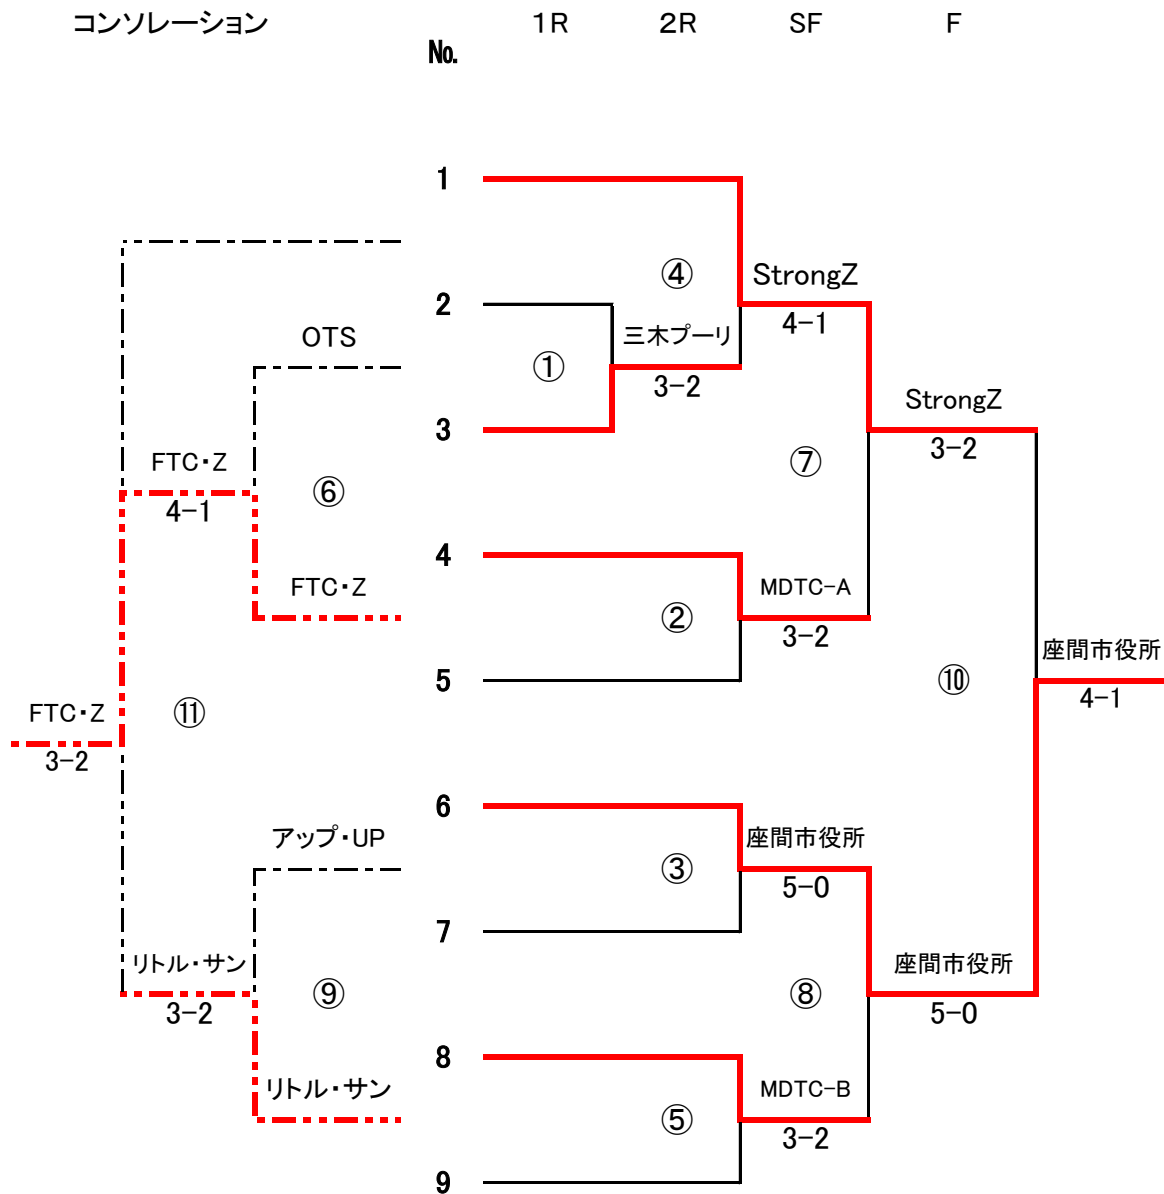 コンソレーション 1R 2R SF F
No.
1
④ StrongZ
2 4-1
OTS 三木プーリ
① 3-2 StrongZ
3 3-2
FTC・Z ⑦
4-1 ⑥
4
FTC・Z MDTC-A
② 3-2
座間市役所
5 ⑩ 4-1
FTC・Z ⑪
3-2
6
アップ・UP 座間市役所
③ 5-0
7
リトル・サン 座間市役所
3-2 ⑨ ⑧ 5-0
8
リトル・サン MDTC-B
⑤ 3-2
9